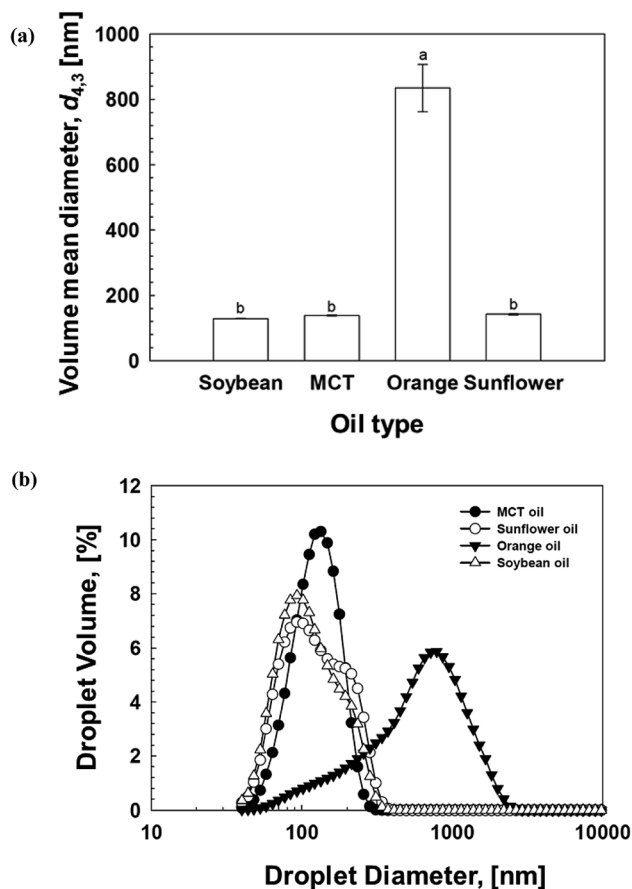 (a)
Volume mean diameter, d4,3 [nm]
1000
800
600
400
200
0
a
b
b
b
Soybean MCT Orange Sunflower
Oil type
(b)
Droplet Volume, [%]
12
10
8
6
4
2
0
MCT oil
Sunflower oil
Orange oil
Soybean oil
10 100 1000 10000
Droplet Diameter, [nm]